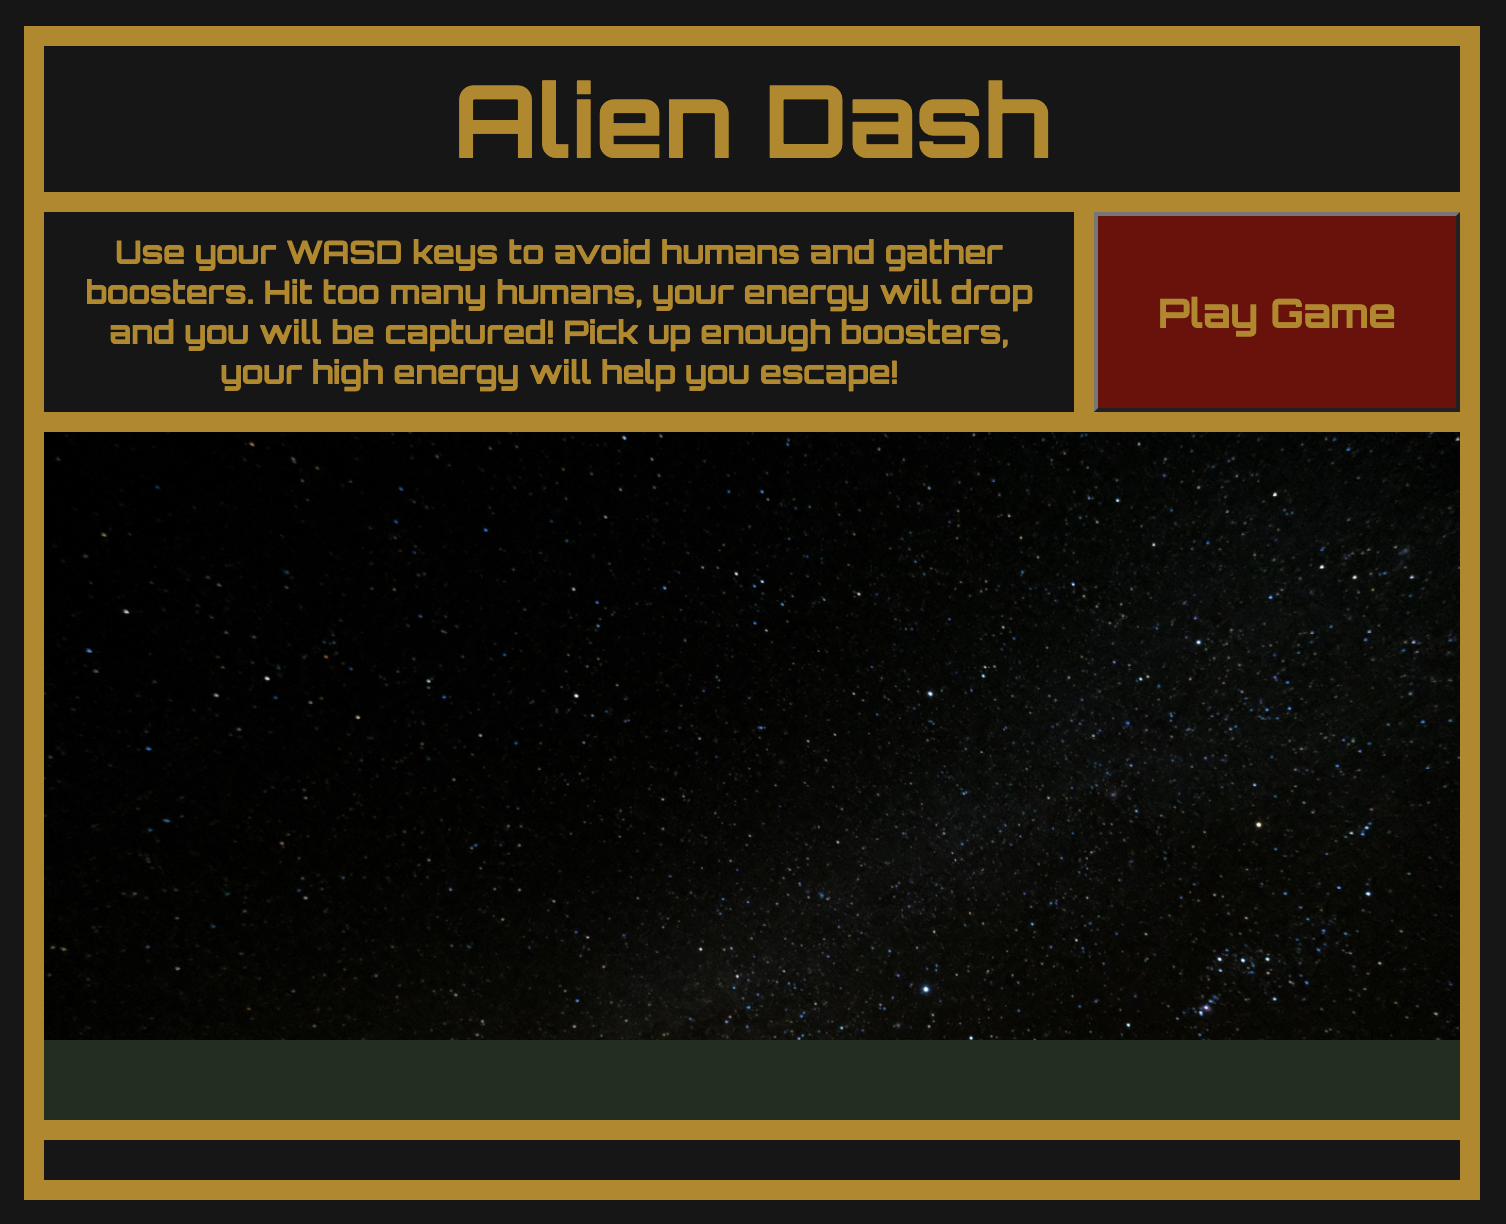 Alien Dash
Use your WASD keys to avoid humans and gather
boosters. Hit too many humans, your energy will drop
and you will be captured! Pick up enough boosters,
your high energy will help you escape!
Play Game